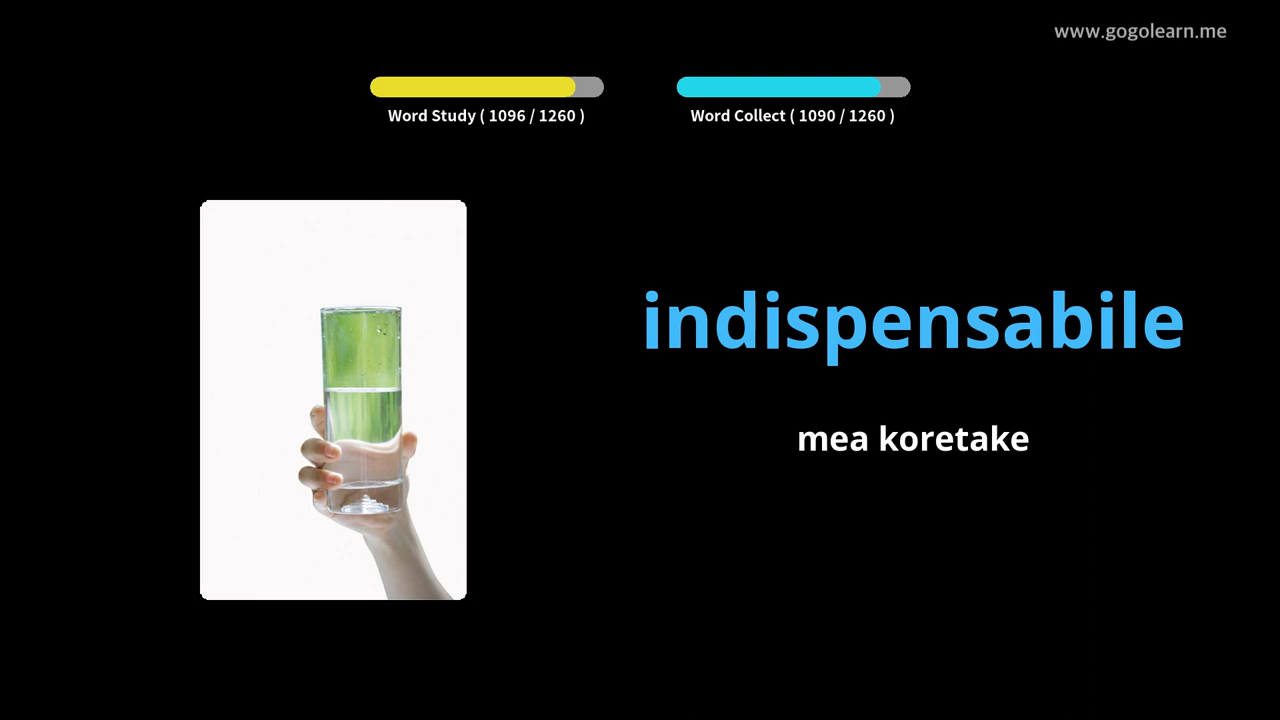 www.gogolearn.me
Word Study ( 1096 / 1260 )
Word Collect ( 1090 / 1260 )
indispensabile
mea koretake